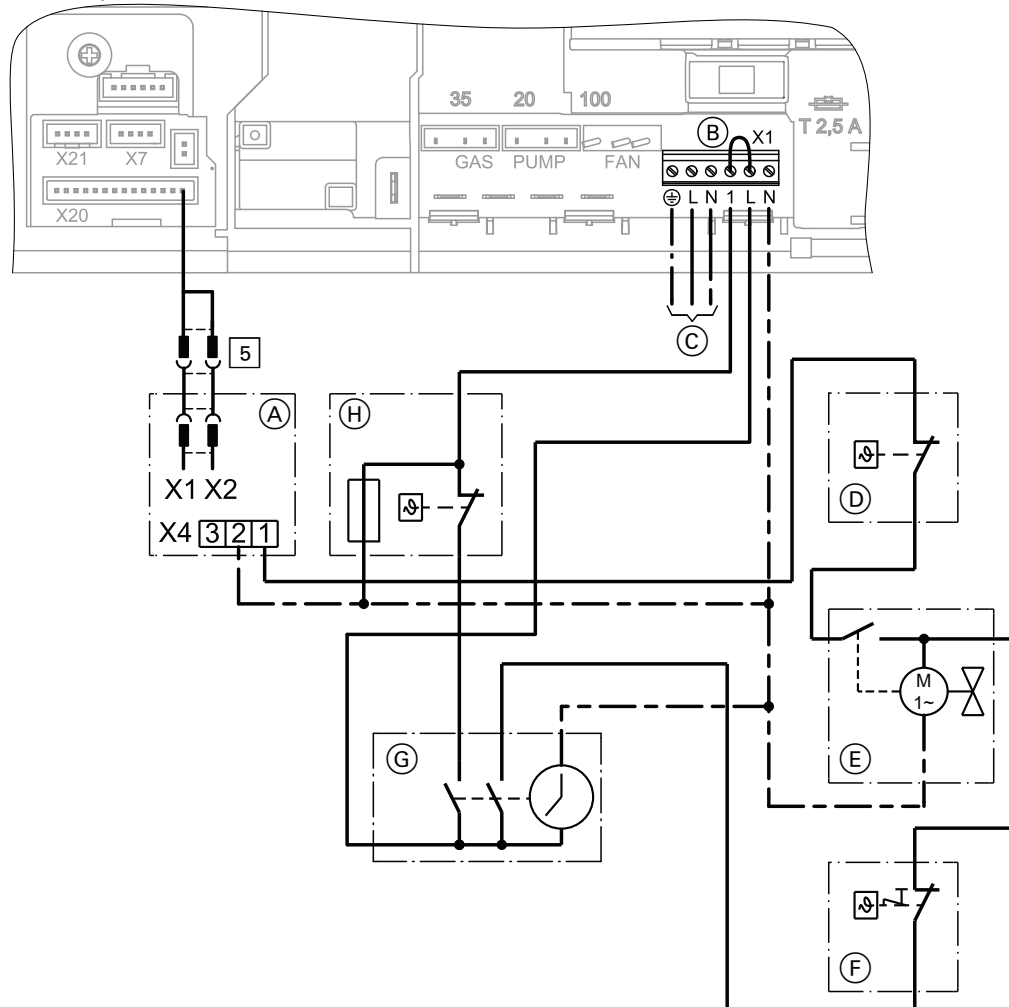 35 20 100
T 2,5 A
B X1
X21 X7
GAS PUMP FAN
X20
L N 1 L N
C
5
A H
D
X1 X2
X4 3 2 1
M
1~
G E
F